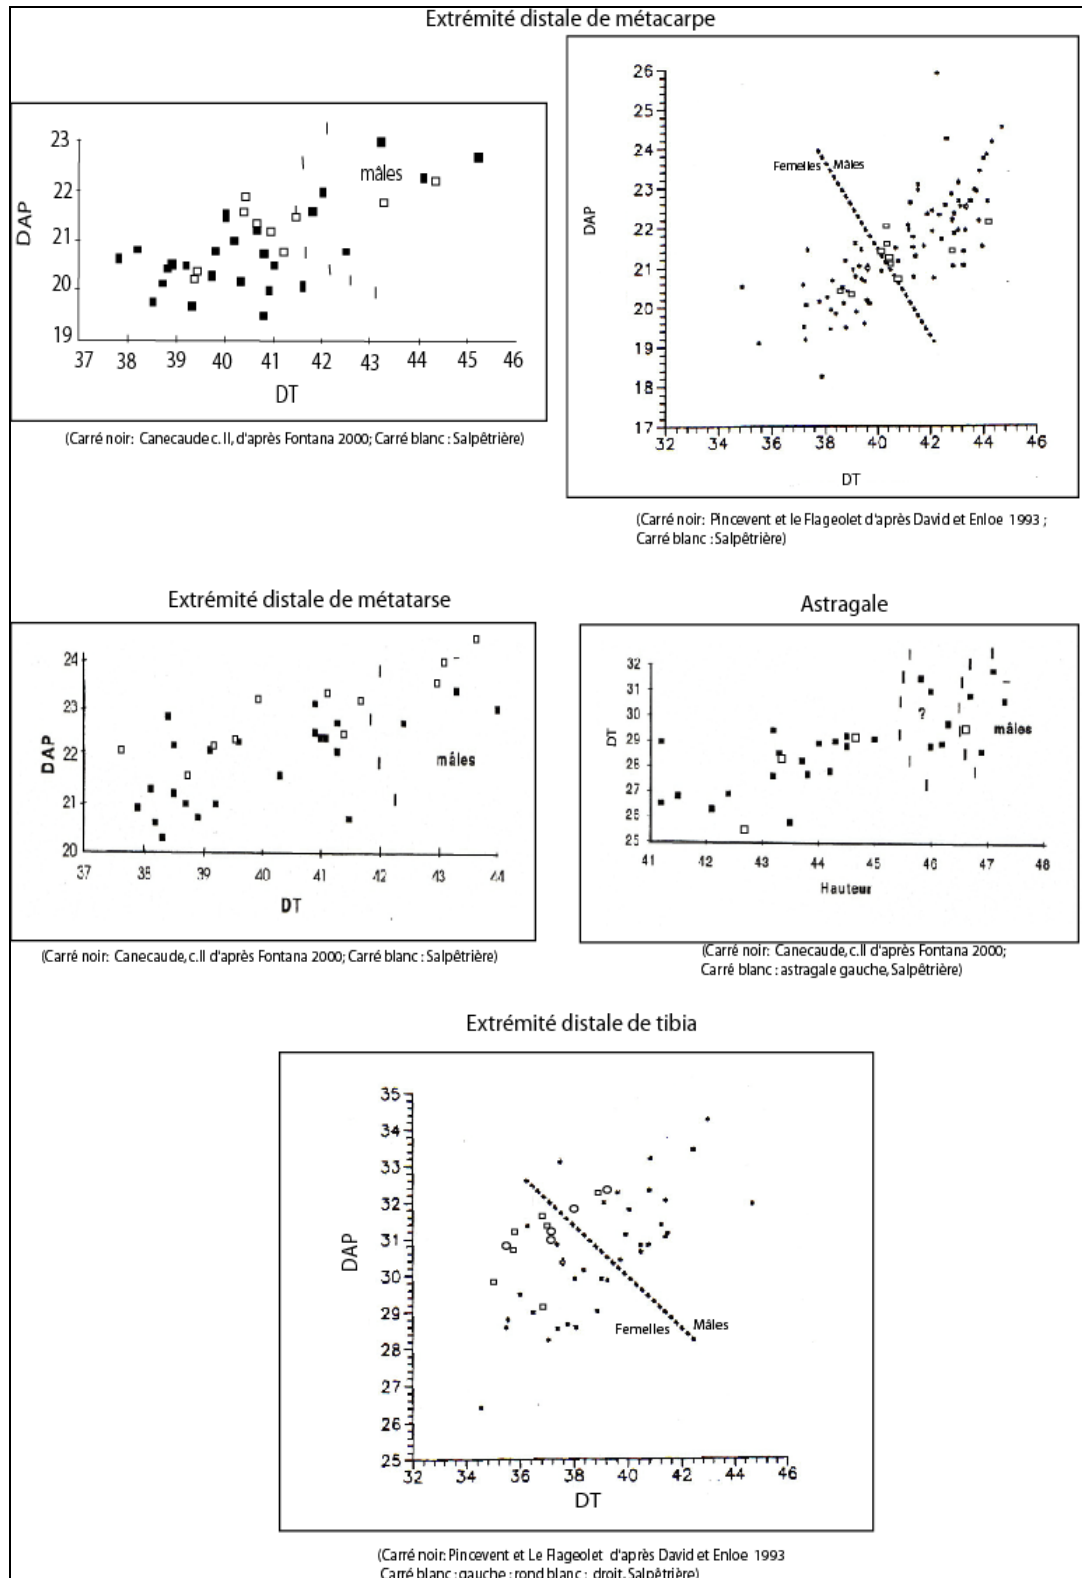 Extrémité distale de métacarpe
23
22
21
20
19
DAP
mâles
37 38 39 40 41 42 43 44 45 46
DT
(Carré noir: Canecaude c. II, d'après Fontana 2000; Carré blanc : Salpêtrière)
26
25
24
23
22
21
20
19
18
17
DAP
Femelles Mâles
32 34 36 38 40 42 44 46
DT
(Carré noir: Pincevent et le Flageolet d'après David et Enloe 1993 ;
Carré blanc : Salpêtrière)
Extrémité distale de métatarse
24
23
22
21
20
DAP
mâles
37 38 39 40 41 42 43 44
DT
(Carré noir: Canecaude, c.II d'après Fontana 2000; Carré blanc : Salpêtrière)
Astragale
32
31
30
29
28
27
26
25
DT
?
mâles
41 42 43 44 45 46 47 48
Hauteur
(Carré noir: Canecaude, c.II d'après Fontana 2000;
Carré blanc : astragale gauche, Salpêtrière)
Extrémité distale de tibia
35
34
33
32
31
30
29
28
27
26
25
DAP
Femelles Mâles
32 34 36 38 40 42 44 46
DT
(Carré noir: Pincevent et Le Flageolet d'après David et Enloe 1993
Carré blanc : gauche ; rond blanc : droit, Salpêtrière)